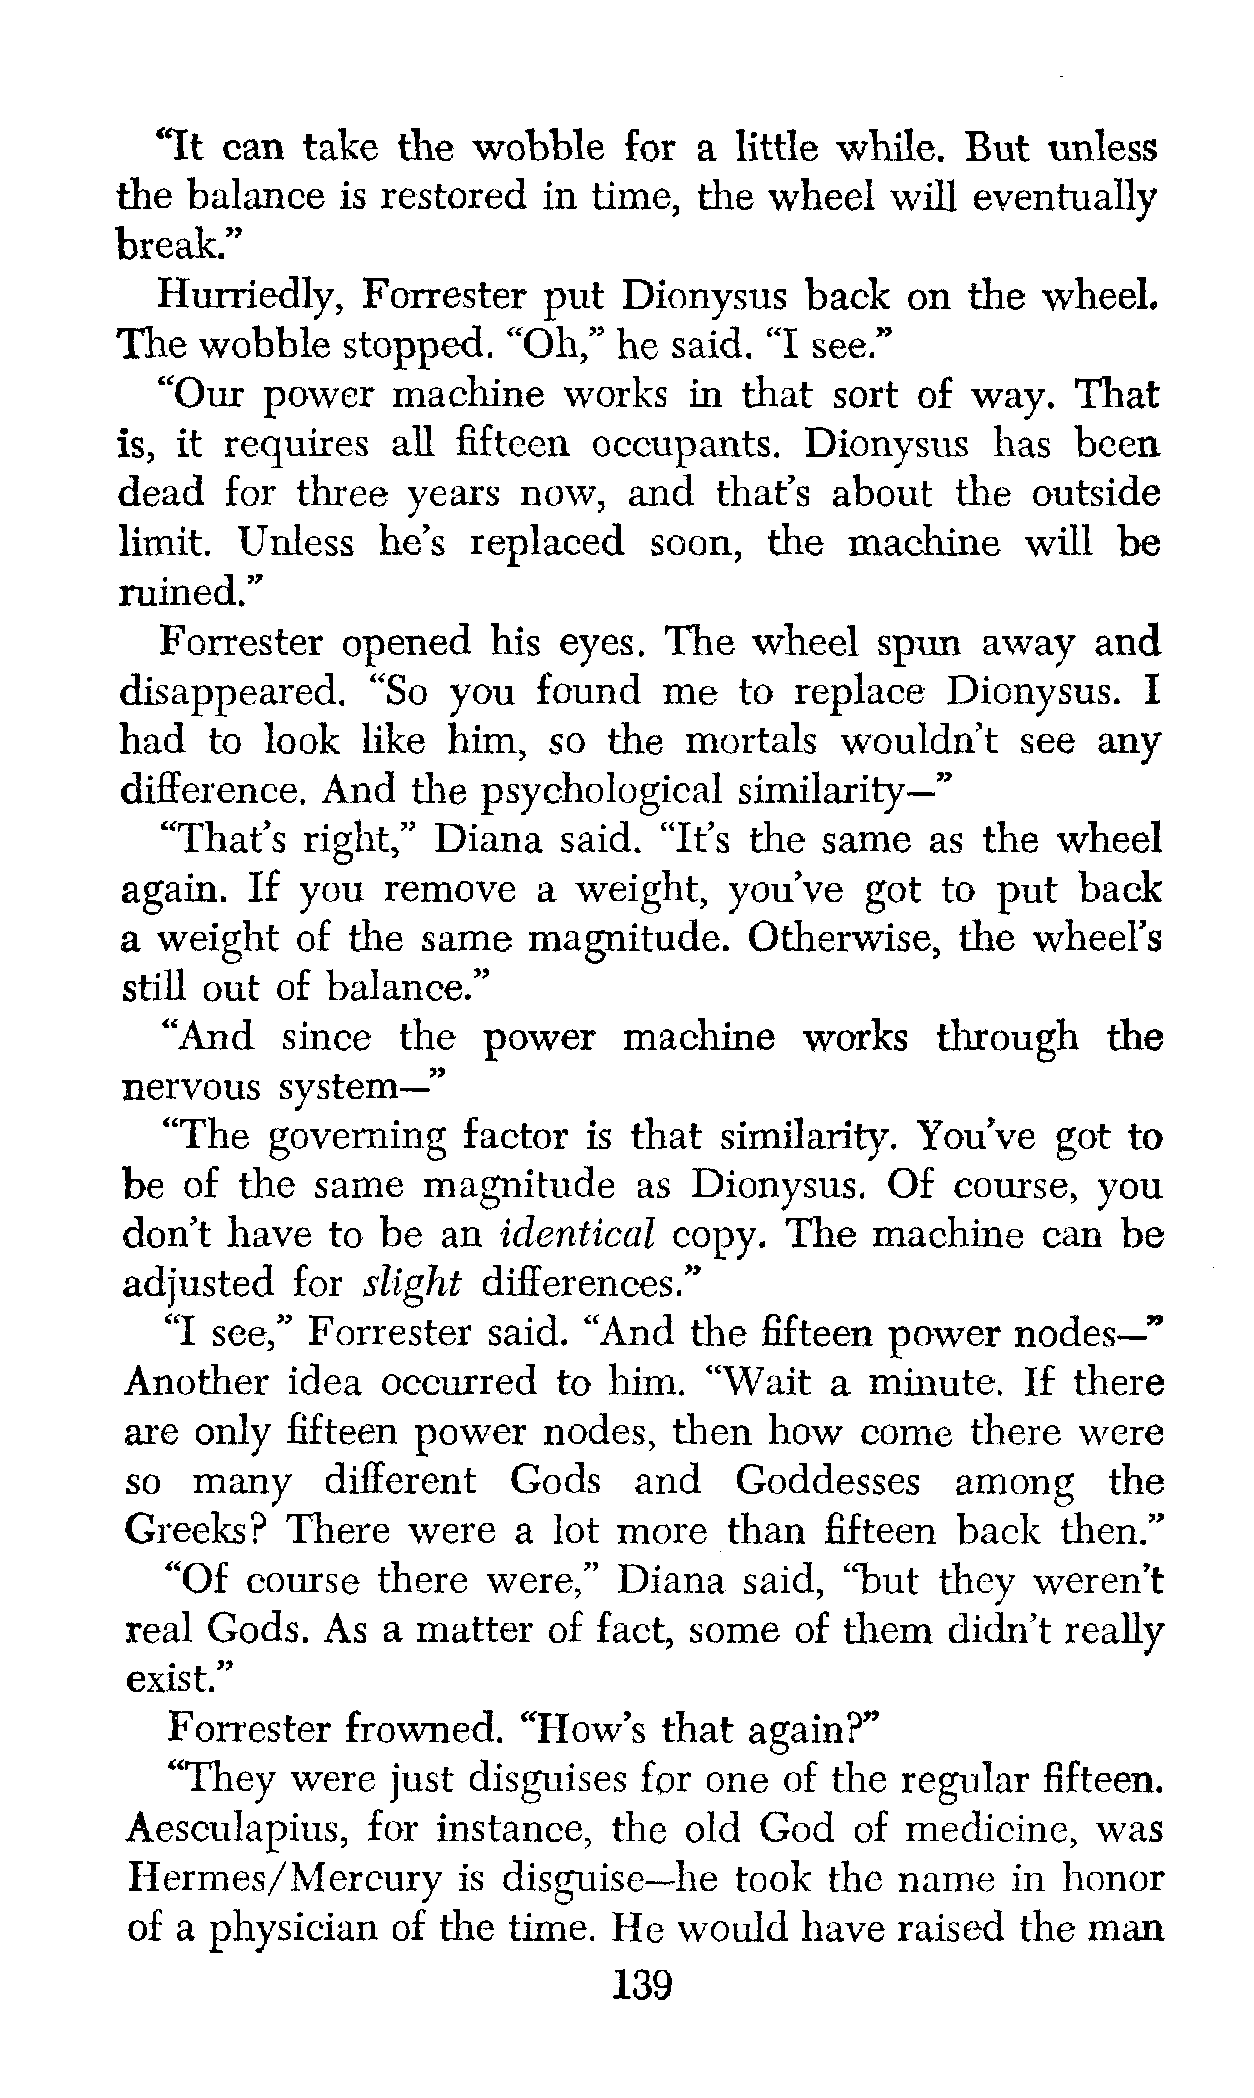 “It can take the wobble for a little while. But unless
the balance is restored in time, the wheel will eventually
break.”
Hurriedly, Forrester put Dionysus back on the wheel.
The wobble stopped. “Oh,” he said. “I see.”
“Our power machine works in that sort of way. That
is, it requires all fifteen occupants. Dionysus has been
dead for three years now, and that’s about the outside
limit. Unless he’s replaced soon, the machine will be
ruined.”
Forrester opened his eyes. The wheel spun away and
disappeared. “So you found me to replace Dionysus. I
had to look like him, so the mortals wouldn’t see any
difference. And the psychological similarity—”
“That’s right,” Diana said. “It’s the same as the wheel
again. If you remove a weight, you’ve got to put back
a weight of the same magnitude. Otherwise, the wheel’s
still out of balance.”
“And since the power machine works through the
nervous system—”
“The governing factor is that similarity. You’ve got to
be of the same magnitude as Dionysus. Of course, you
don’t have to be an identical copy. The machine can be
adjusted for slight differences.”
“I see,” Forrester said. “And the fifteen power nodes—”
Another idea occurred to him. “Wait a minute. If there
are only fifteen power nodes, then how come there were
so many different Gods and Goddesses among the
Greeks? There were a lot more than fifteen back then.”
“Of course there were,” Diana said, “but they weren’t
real Gods. As a matter of fact, some of them didn’t really
exist.”
Forrester frowned. “How’s that again?”
“They were just disguises for one of the regular fifteen.
Aesculapius, for instance, the old God of medicine, was
Hermes/Mercury is disguise—he took the name in honor
of a physician of the time. He would have raised the man
139